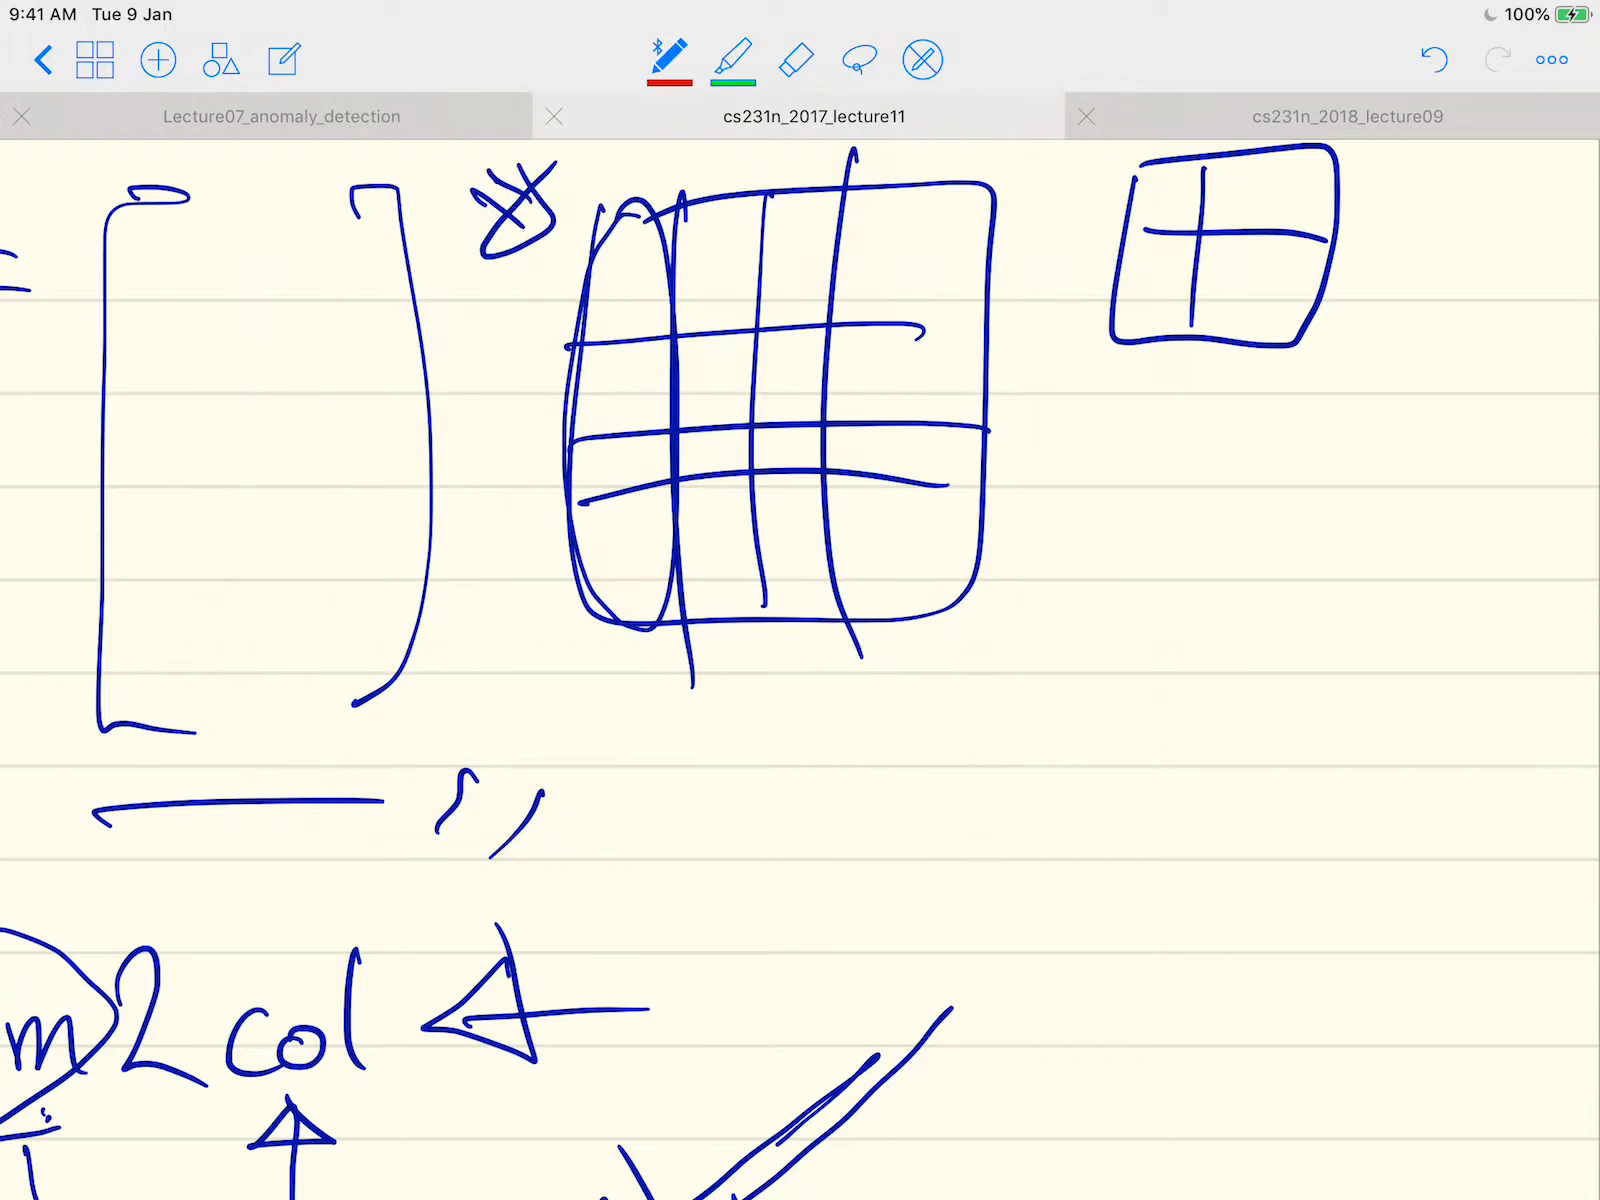 9:41 AM Tue 9 Jan 100%
Lecture07_anomaly_detection cs231n_2017_lecture11 cs231n_2018_lecture09
m2col